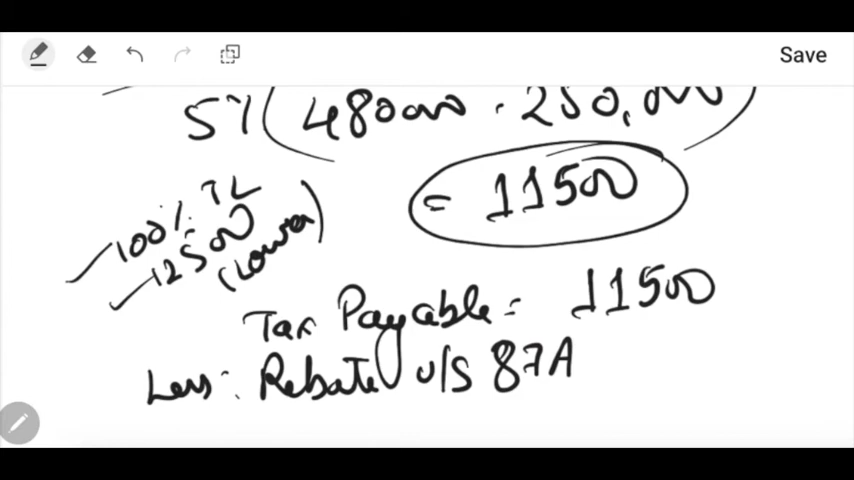 Save
5% ( 480000 - 250,000 )
= 11500
100% TL
12500
(Lower)
Tax Payable = 11500
Less: Rebate u/s 87A